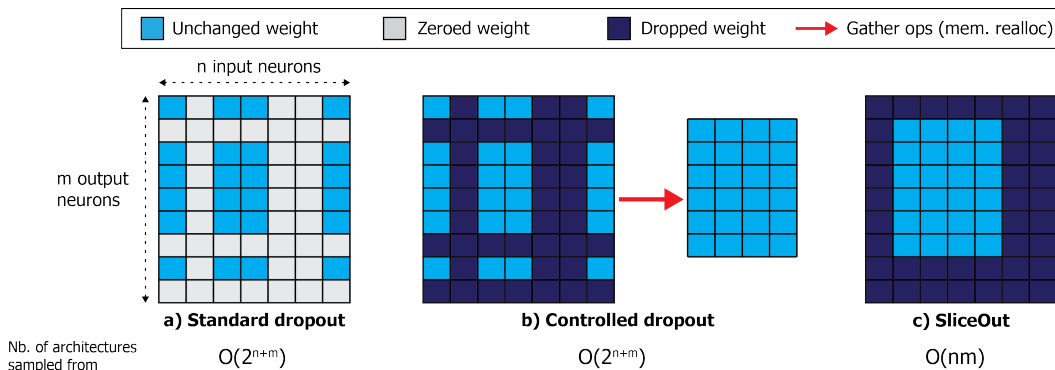 Unchanged weight Zeroed weight Dropped weight Gather ops (mem. realloc)
n input neurons
m output
neurons
a) Standard dropout b) Controlled dropout c) SliceOut
Nb. of architectures
sampled from
O(2ⁿ⁺ᵐ) O(2ⁿ⁺ᵐ) O(nm)